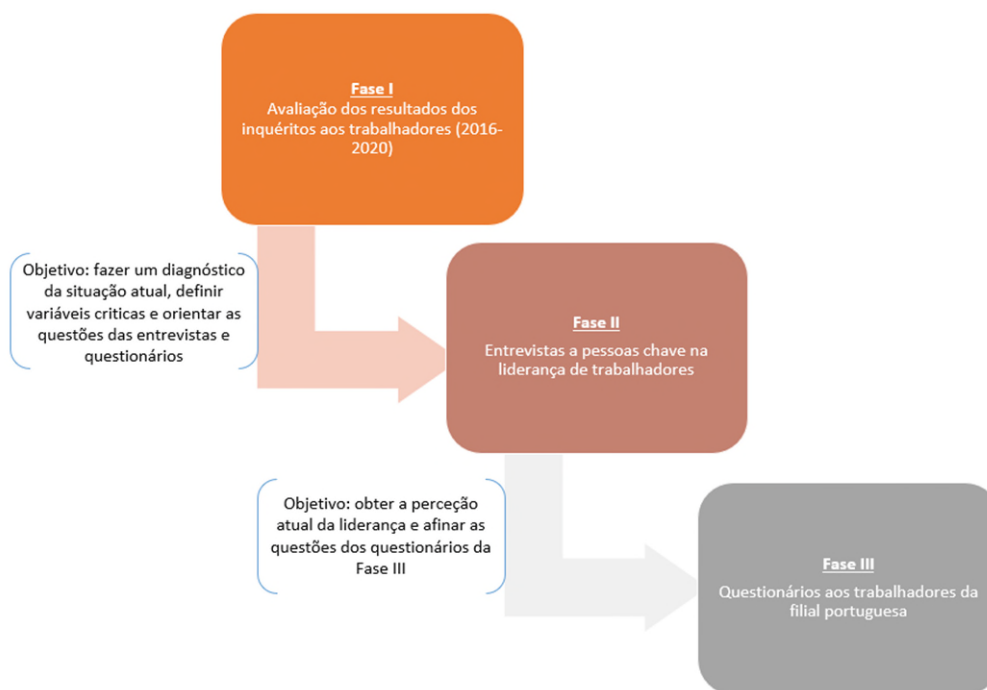 Fase I
Avaliação dos resultados dos
inquéritos aos trabalhadores (2016-
2020)
Objetivo: fazer um diagnóstico
da situação atual, definir
variáveis criticas e orientar as
questões das entrevistas e
questionários
Fase II
Entrevistas a pessoas chave na
liderança de trabalhadores
Objetivo: obter a perceção
atual da liderança e afinar as
questões dos questionários da
Fase III
Fase III
Questionários aos trabalhadores da
filial portuguesa